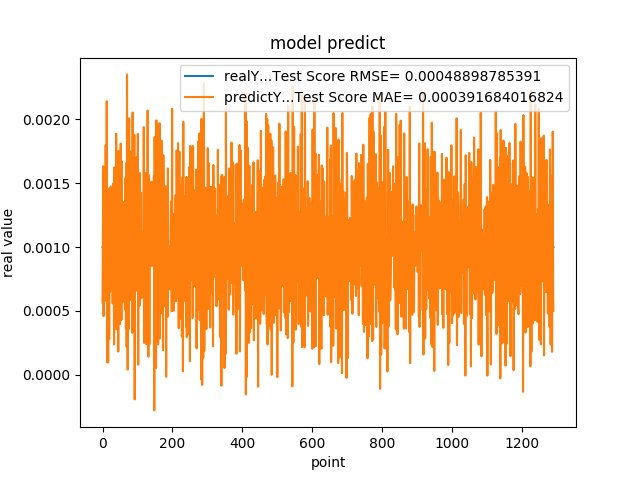 model predict
realY...Test Score RMSE= 0.00048898785391
predictY...Test Score MAE= 0.000391684016824
0.0020
0.0015
0.0010
0.0005
0.0000
real value
0 200 400 600 800 1000 1200
point